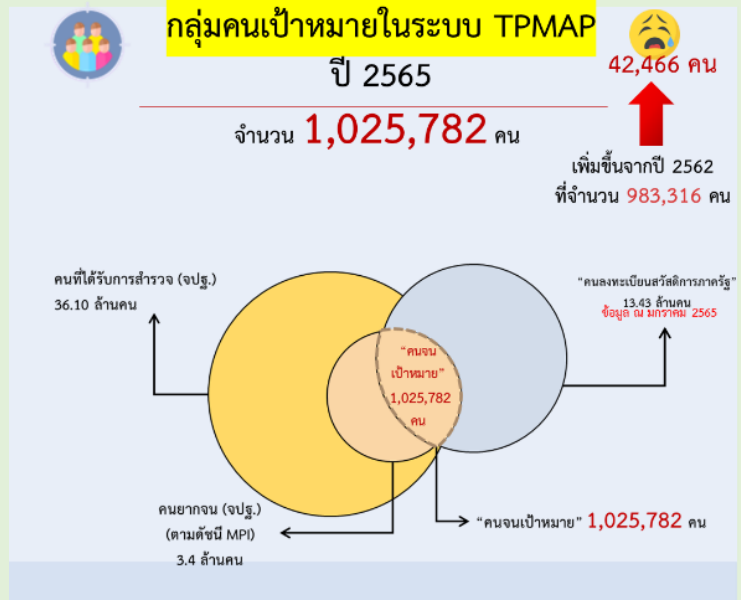 กลุ่มคนเป้าหมายในระบบ TPMAP
ปี 2565
42,466 คน
จำนวน 1,025,782 คน
เพิ่มขึ้นจากปี 2562
ที่จำนวน 983,316 คน
คนที่ได้รับการสำรวจ (จปฐ.)
36.10 ล้านคน
“คนลงทะเบียนสวัสดิการภาครัฐ”
13.43 ล้านคน
ข้อมูล ณ มกราคม 2565
“คนจน
เป้าหมาย”
1,025,782
คน
คนยากจน (จปฐ.)
(ตามดัชนี MPI)
3.4 ล้านคน
“คนจนเป้าหมาย” 1,025,782 คน